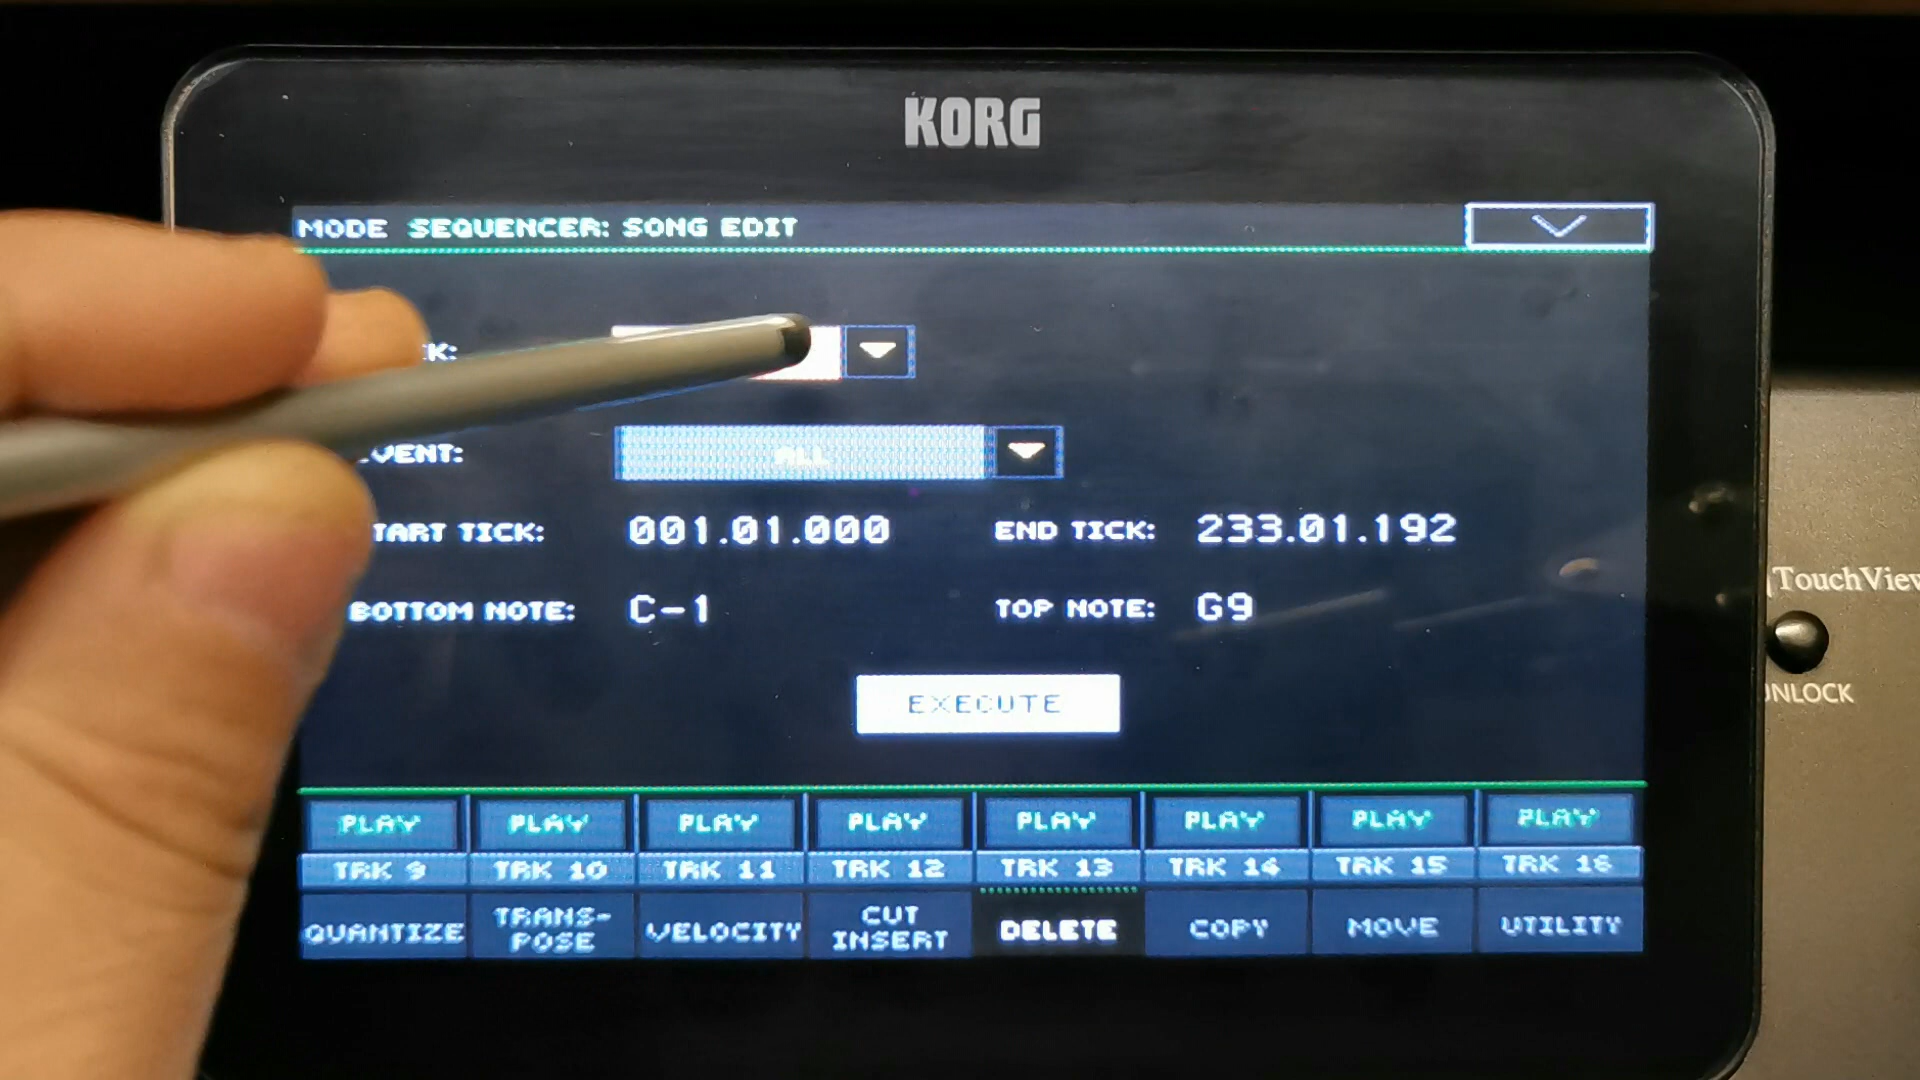 KORG
MODE SEQUENCER: SONG EDIT
K:
VENT: ALL
TART TICK: 001.01.000 END TICK: 233.01.192
BOTTOM NOTE: C-1 TOP NOTE: G9
TouchView
UNLOCK
EXECUTE
PLAY PLAY PLAY PLAY PLAY PLAY PLAY PLAY
TRK 9 TRK 10 TRK 11 TRK 12 TRK 13 TRK 14 TRK 15 TRK 16
QUANTIZE TRANS-POSE VELOCITY CUT INSERT DELETE COPY MOVE UTILITY